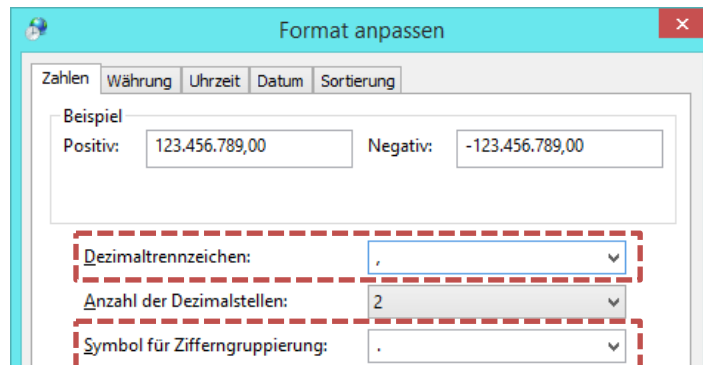 Format anpassen
Zahlen Währung Uhrzeit Datum Sortierung
Beispiel
Positiv: 123.456.789,00 Negativ: -123.456.789,00
Dezimaltrennzeichen: ,
Anzahl der Dezimalstellen: 2
Symbol für Zifferngruppierung: .